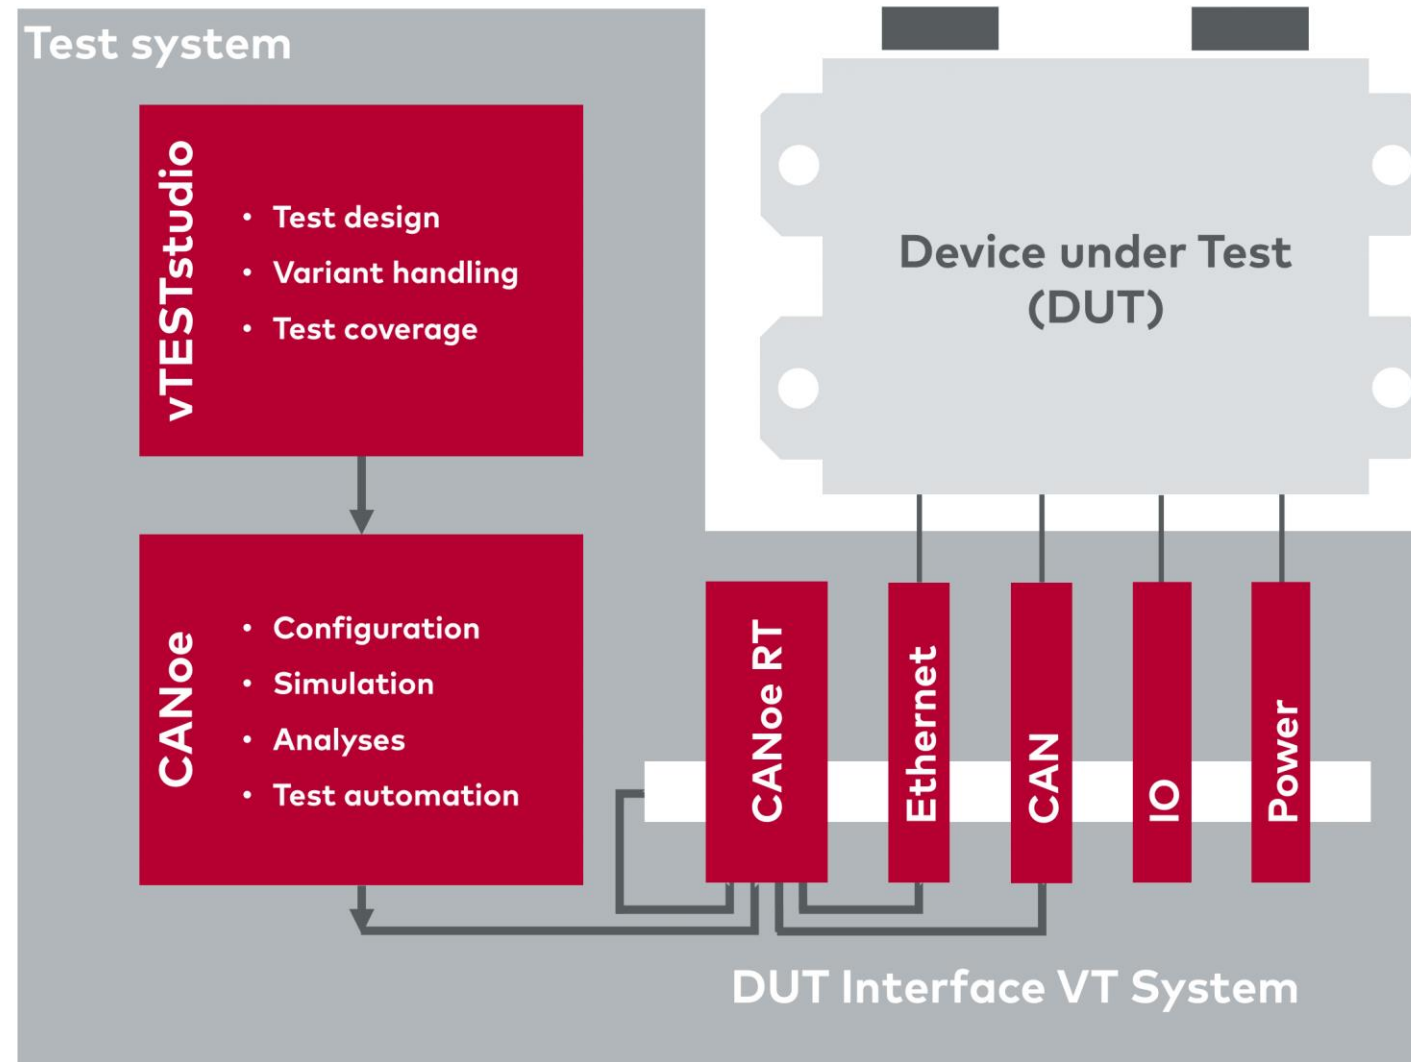 Test system
vTESTstudio
• Test design
• Variant handling
• Test coverage
Device under Test
(DUT)
CANoe
• Configuration
• Simulation
• Analyses
• Test automation
CANoe RT
Ethernet
CAN
IO
Power
DUT Interface VT System